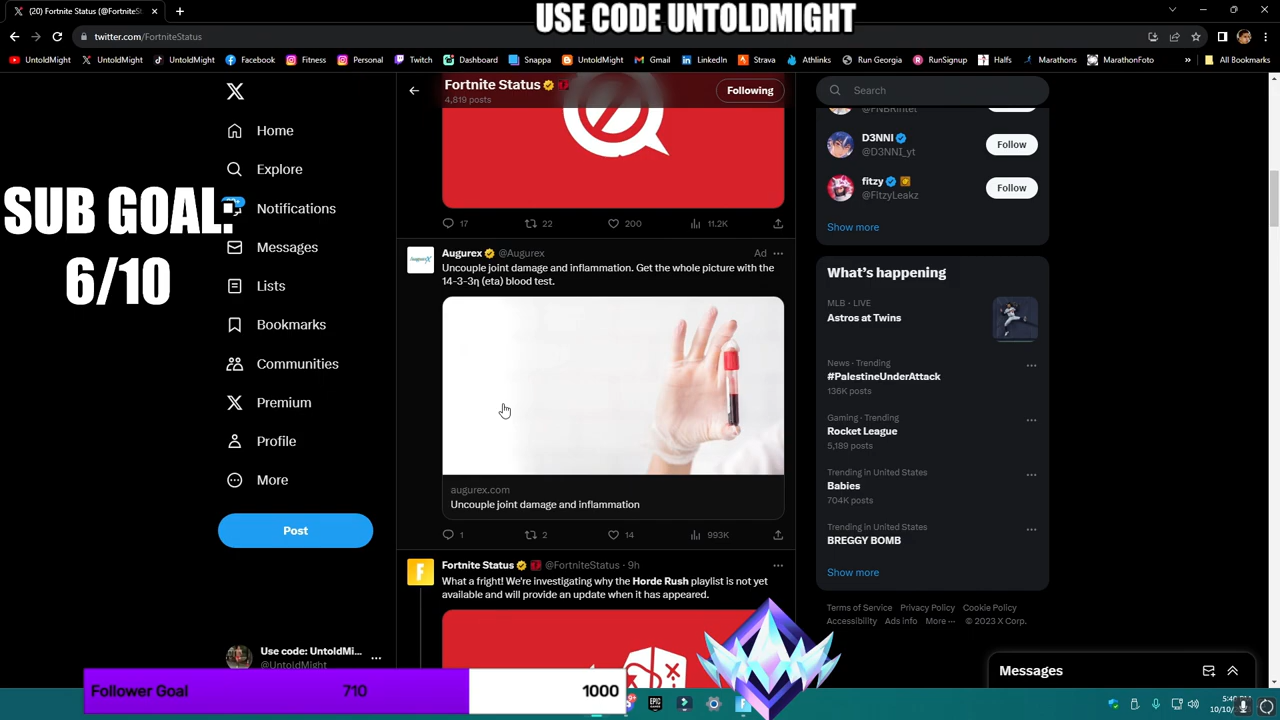 (20) Fortnite Status (@FortniteS
USE CODE UNTOLDMIGHT
twitter.com/FortniteStatus
UntoldMight
UntoldMight
UntoldMight
Facebook
Fitness
Personal
Twitch
Dashboard
Snappa
UntoldMight
Gmail
LinkedIn
Strava
Athlinks
Run Georgia
RunSignup
Halfs
Marathons
MarathonFoto
All Bookmarks
Home
Explore
Notifications
Messages
Lists
Bookmarks
Communities
Premium
Profile
More
Post
Use code: UntoldMi...
@UntoldMight
SUB GOAL:
6/10
Fortnite Status
4,819 posts
Following
17
22
200
11.2K
Augurex @Augurex
Ad
Uncouple joint damage and inflammation. Get the whole picture with the
14-3-3η (eta) blood test.
augurex.com
Uncouple joint damage and inflammation
1
2
14
993K
Fortnite Status @FortniteStatus · 9h
What a fright! We're investigating why the Horde Rush playlist is not yet
available and will provide an update when it has appeared.
Search
D3NNI
@D3NNI_yt
Follow
fitzy
@FitzyLeakz
Follow
Show more
What's happening
MLB · LIVE
Astros at Twins
News · Trending
#PalestineUnderAttack
136K posts
Gaming · Trending
Rocket League
5,189 posts
Trending in United States
Babies
704K posts
Trending in United States
BREGGY BOMB
Show more
Terms of Service Privacy Policy Cookie Policy
Accessibility Ads info More ··· © 2023 X Corp.
Messages
Follower Goal 710 1000
EPIC